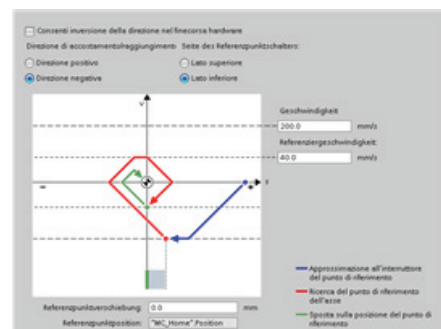 Consenti inversione della direzione nel finecorsa hardware
Direzione di accostamento/raggiungimento Seite des Referenzpunktschalters:
Direzione positivo Lato superiore
Direzione negativa Lato inferiore
Geschwindigkeit
200.0 mm/s
Referenziergeschwindigkeit:
40.0 mm/s
Approssimazione all'interruttore
del punto di riferimento
Ricerca del punto di riferimento
dell'asse
Sposta sulla posizione del punto di
riferimento
Referenzpunktverschiebung: 0.0 mm
Referenzpunktposition: "MC_Home".Position